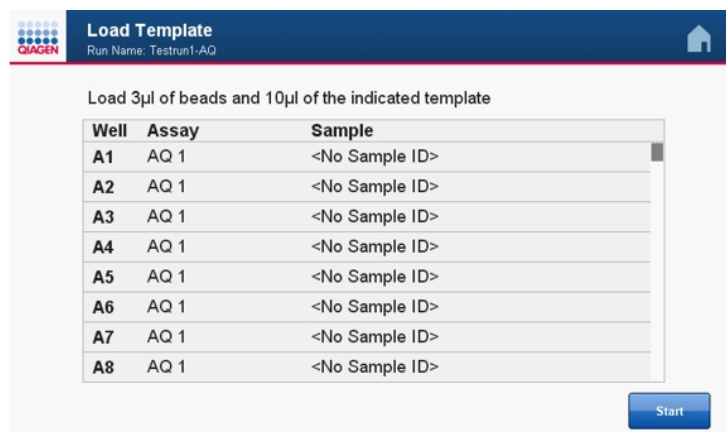 QIAGEN
Load Template
Run Name: Testrun1-AQ
Load 3µl of beads and 10µl of the indicated template
Well Assay Sample
A1 AQ 1 <No Sample ID>
A2 AQ 1 <No Sample ID>
A3 AQ 1 <No Sample ID>
A4 AQ 1 <No Sample ID>
A5 AQ 1 <No Sample ID>
A6 AQ 1 <No Sample ID>
A7 AQ 1 <No Sample ID>
A8 AQ 1 <No Sample ID>
Start